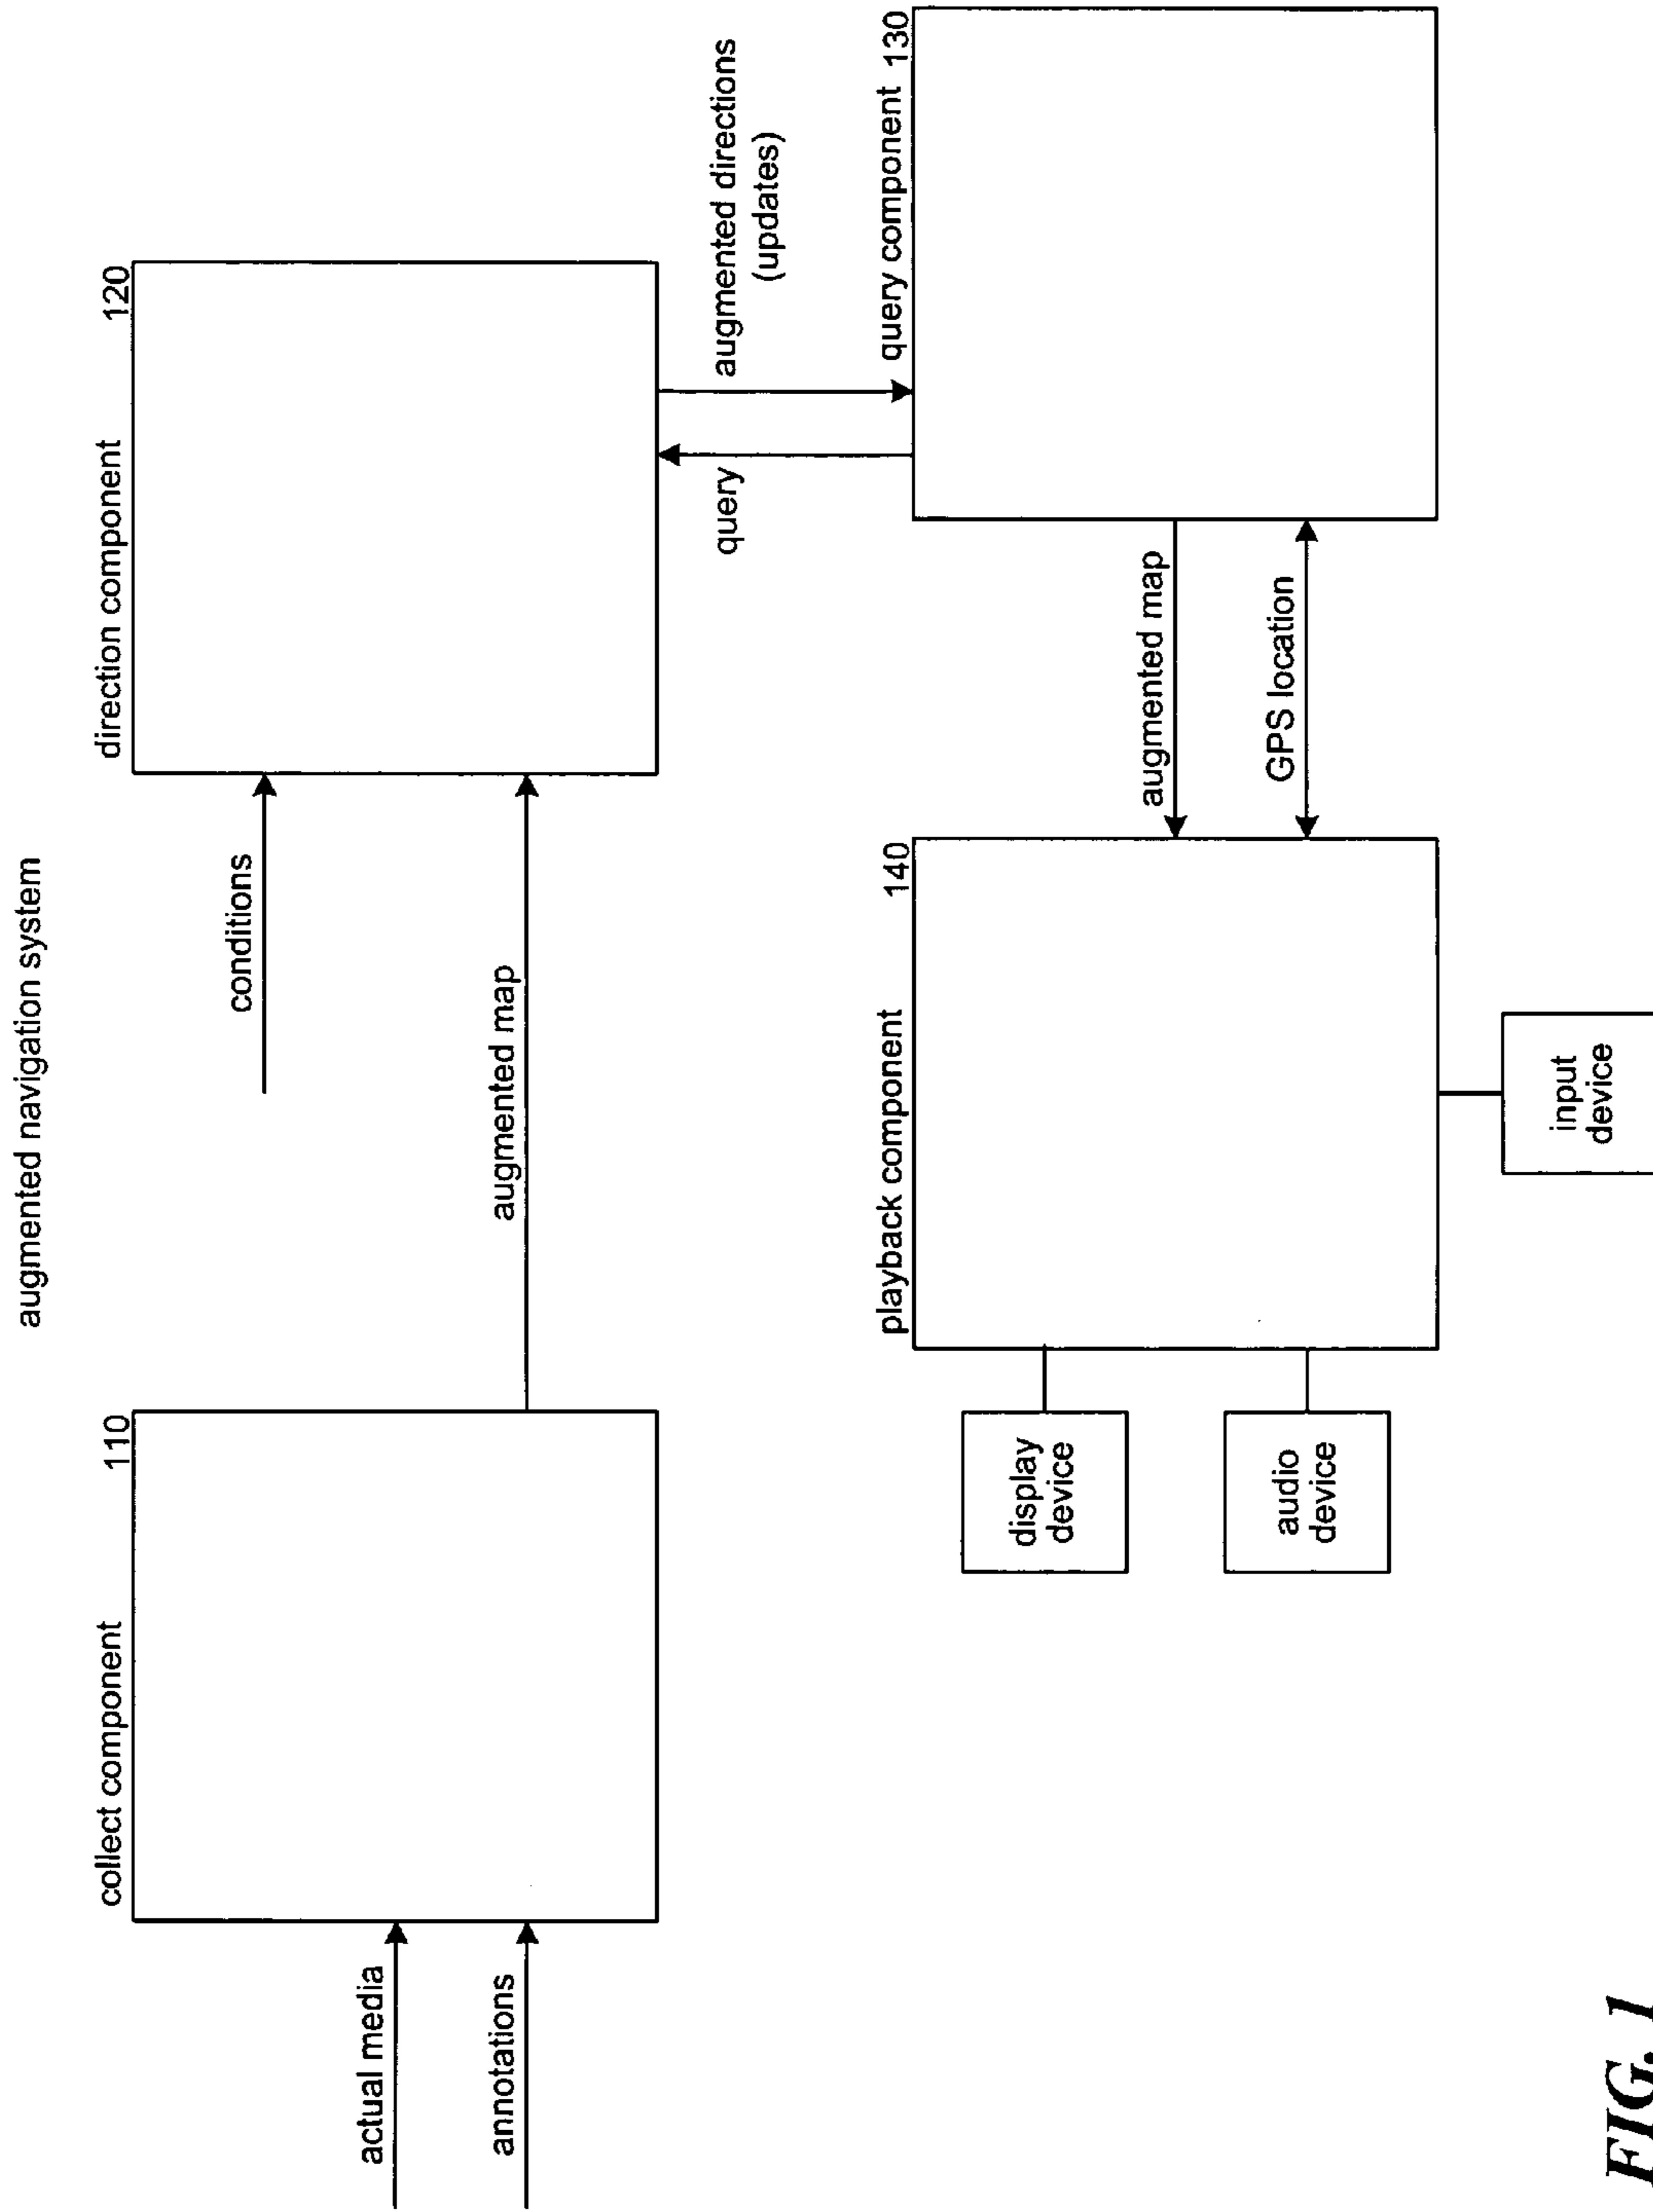 augmented navigation system
collect component
110
direction component
120
actual media
annotations
conditions
augmented map
query
augmented directions
(updates)
playback component
140
query component
130
augmented map
GPS location
display
device
audio
device
input
device
FIG. 1